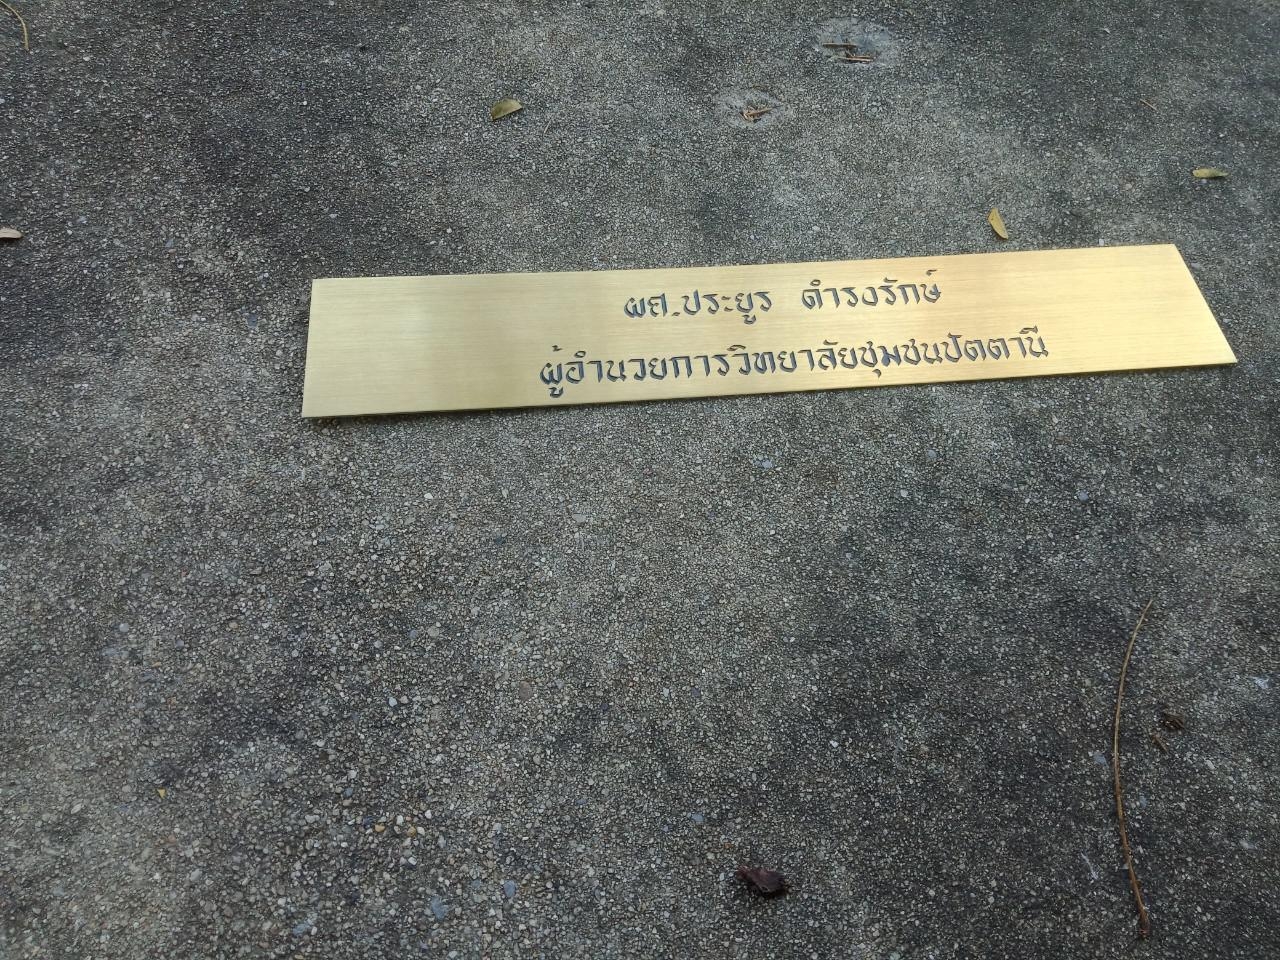 ผศ.ประยูร ดำรงรักษ์
ผู้อำนวยการวิทยาลัยชุมชนปัตตานี